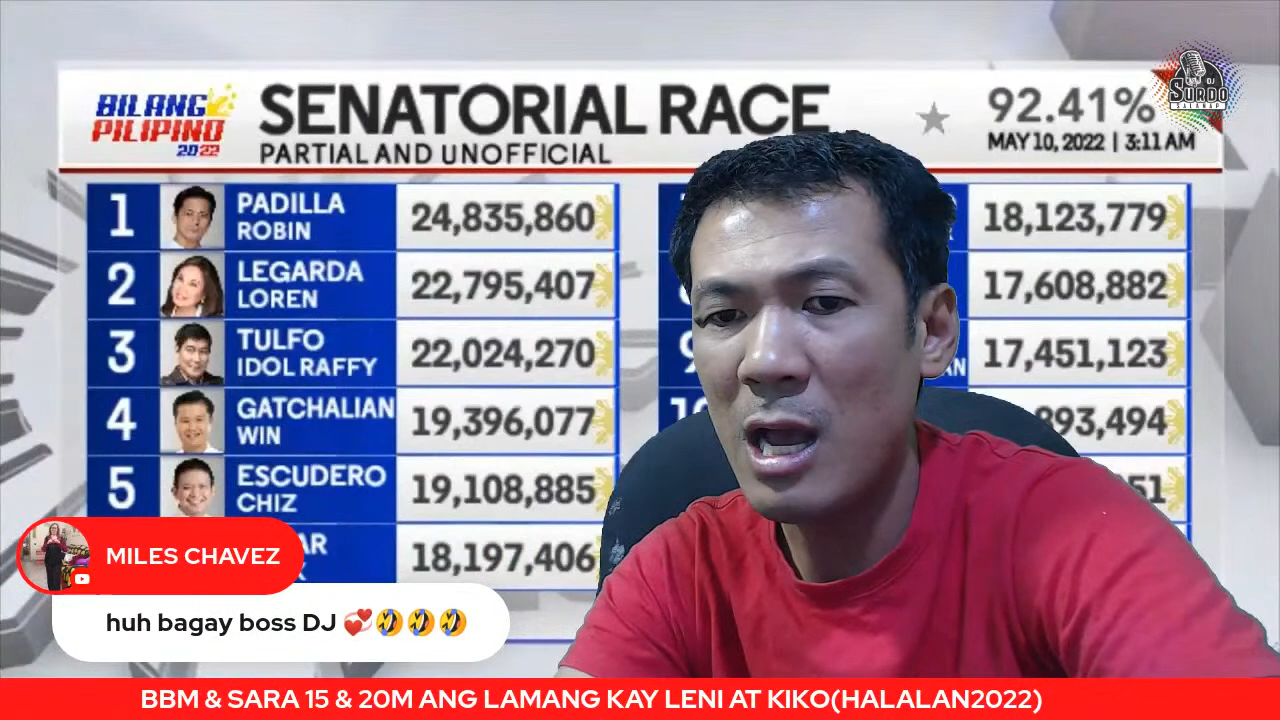 BILANG
PILIPINO
2022
SENATORIAL RACE
PARTIAL AND UNOFFICIAL
92.41%
MAY 10, 2022 | 3:11 AM
DJ
SURDO
1
PADILLA
ROBIN
24,835,860
2
LEGARDA
LOREN
22,795,407
3
TULFO
IDOL RAFFY
22,024,270
4
GATCHALIAN
WIN
19,396,077
5
ESCUDERO
CHIZ
19,108,885
18,197,406
18,123,779
17,608,882
17,451,123
MILES CHAVEZ
huh bagay boss DJ 💞🤣🤣🤣
BBM & SARA 15 & 20M ANG LAMANG KAY LENI AT KIKO(HALALAN2022)